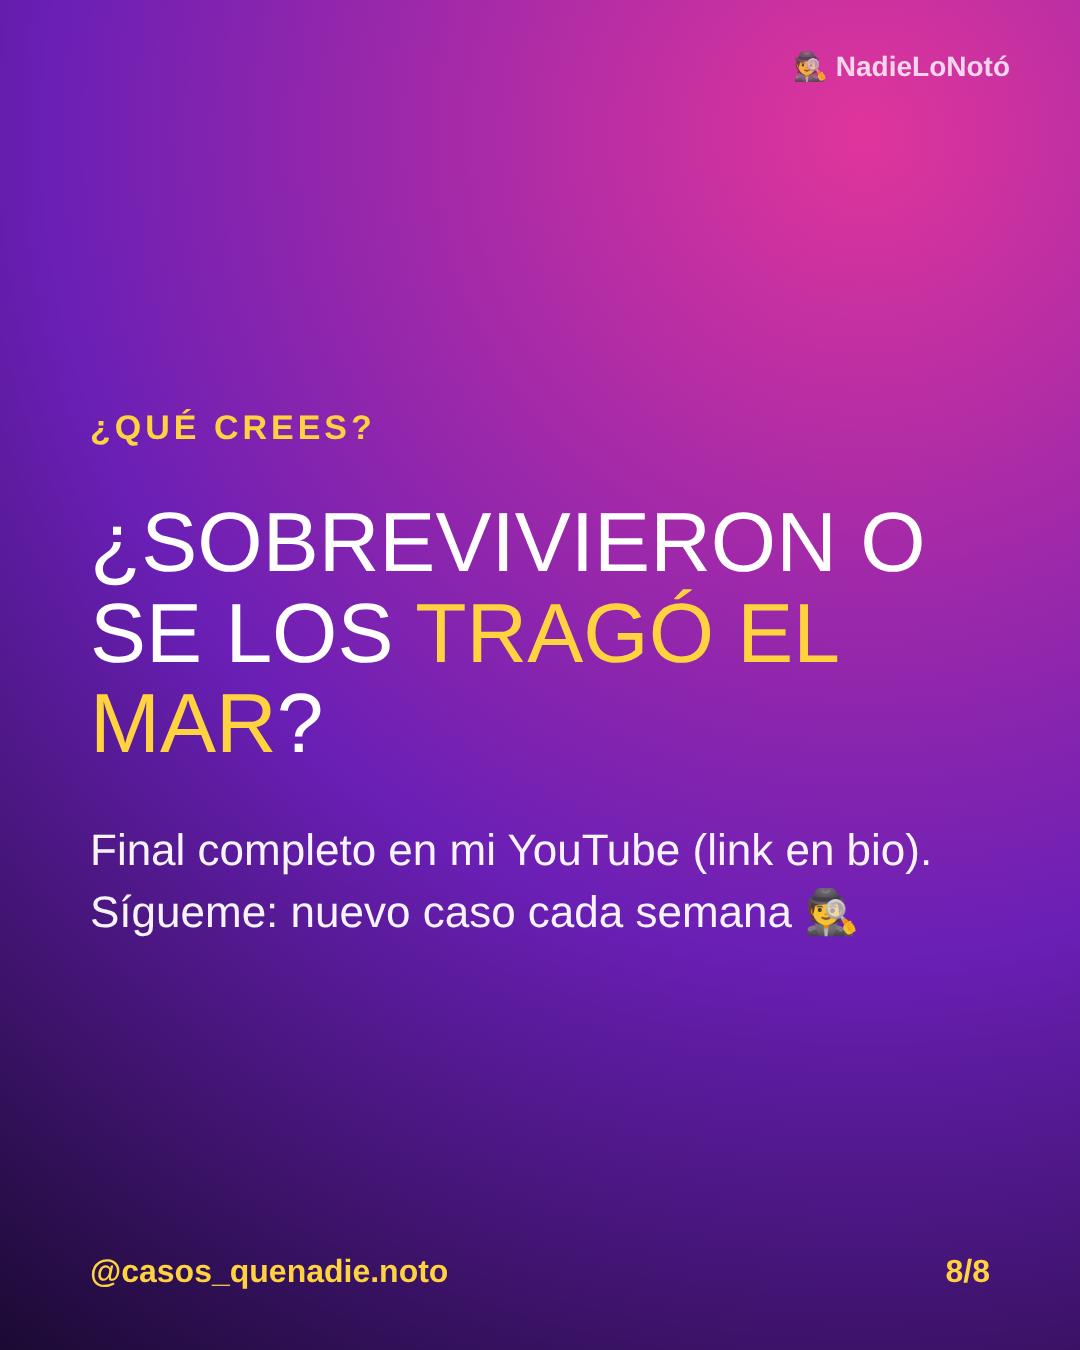 🕵️ NadieLoNotó
¿QUÉ CREES?
¿SOBREVIVIERON O
SE LOS TRAGÓ EL
MAR?
Final completo en mi YouTube (link en bio).
Sígueme: nuevo caso cada semana 🕵️
@casos_quenadie.noto
8/8